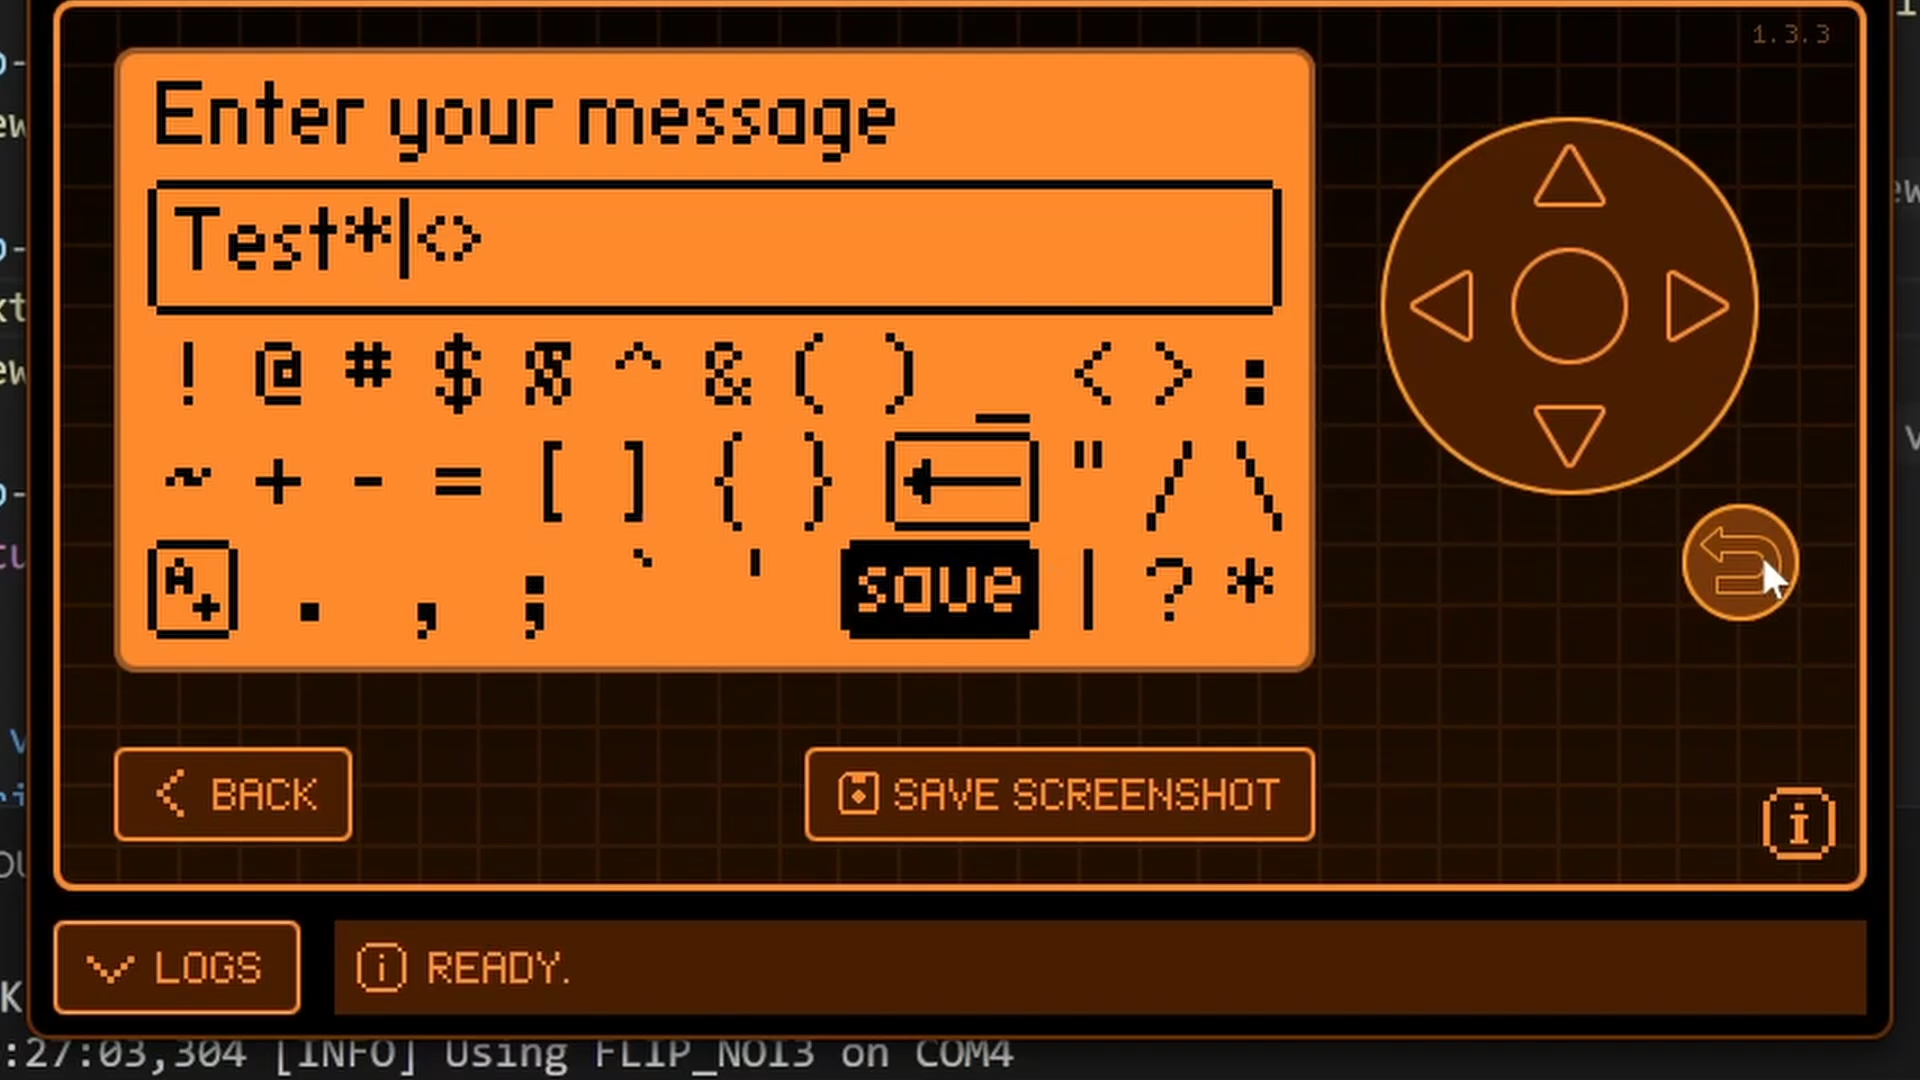 1.3.3
Enter your message
Test*|<>
! @ # $ % ^ & ( ) _ < > :
~ + - = [ ] { } " / \
A+ . , ; ` ' save | ? *
BACK
SAVE SCREENSHOT
i
LOGS
i READY.
:27:03,304 [INFO] Using FLIP_NO13 on COM4